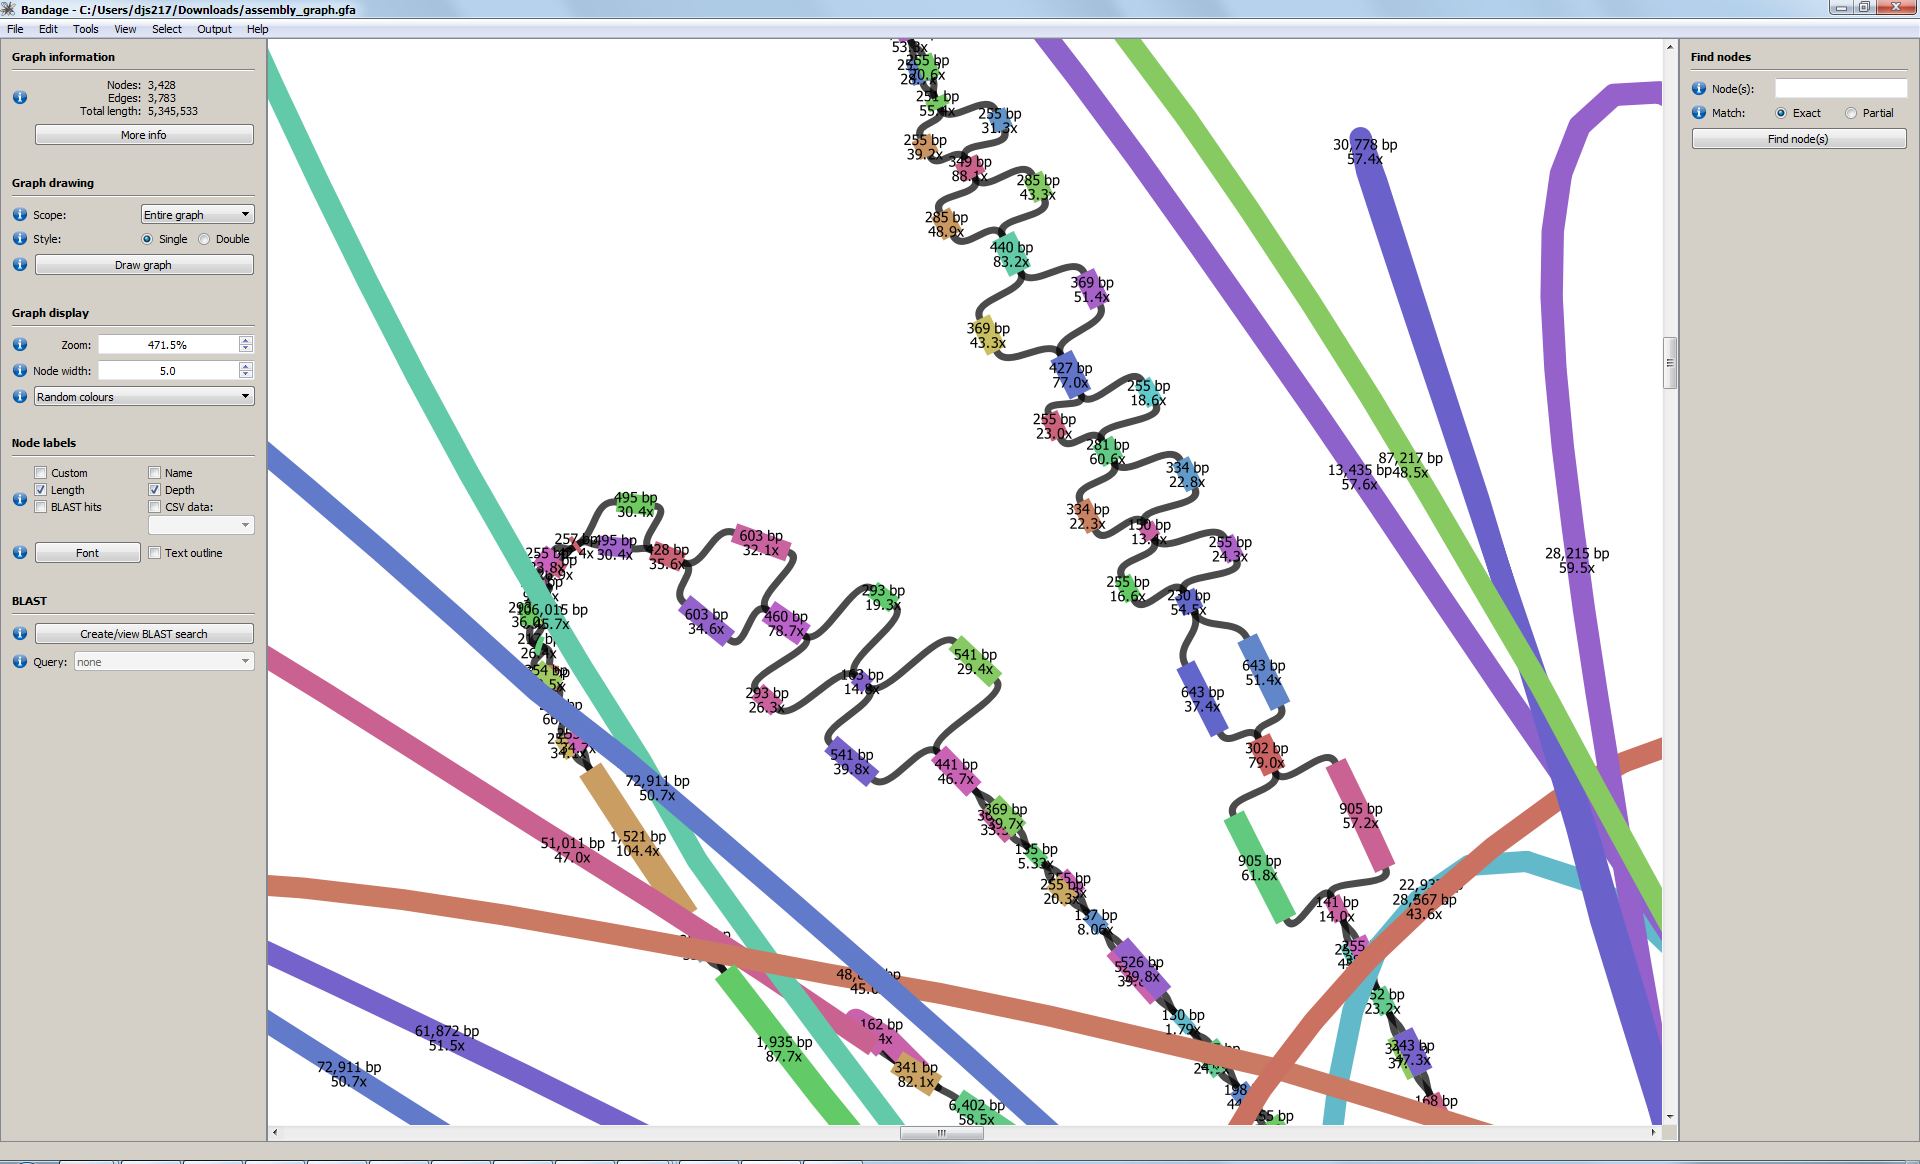 Bandage - C:/Users/djs217/Downloads/assembly_graph.gfa
File Edit Tools View Select Output Help
Graph information
Nodes: 3,428
Edges: 3,783
Total length: 5,345,533
More info
Graph drawing
Scope: Entire graph
Style: Single Double
Draw graph
Graph display
Zoom: 471.5%
Node width: 5.0
Random colours
Node labels
Custom Name
Length Depth
BLAST hits CSV data:
Font Text outline
BLAST
Create/view BLAST search
Query: none
255 bp
20.6x
251 bp
55.4x
255 bp
31.3x
255 bp
39.2x
349 bp
88.1x
285 bp
43.3x
285 bp
48.9x
440 bp
83.2x
369 bp
51.4x
369 bp
43.3x
427 bp
77.0x
255 bp
18.6x
255 bp
23.0x
281 bp
60.6x
334 bp
22.8x
334 bp
22.3x
150 bp
13.4x
255 bp
24.3x
255 bp
16.6x
230 bp
54.5x
643 bp
51.4x
643 bp
37.4x
302 bp
79.0x
905 bp
57.2x
905 bp
61.8x
141 bp
14.0x
23.2x
243 bp
47.3x
168 bp
495 bp
30.4x
495 bp
30.4x
35.6x
603 bp
32.1x
603 bp
34.6x
460 bp
78.7x
293 bp
19.3x
293 bp
26.3x
163 bp
14.8x
541 bp
29.4x
541 bp
39.8x
441 bp
46.7x
369 bp
39.7x
135 bp
5.33x
255 bp
20.3x
137 bp
8.06x
526 bp
39.8x
130 bp
1.79x
198
106,015 bp
45.7x
72,911 bp
50.7x
1,521 bp
104.4x
51,011 bp
47.0x
1,935 bp
87.7x
162 bp
341 bp
82.1x
6,402 bp
58.5x
61,872 bp
51.5x
72,911 bp
50.7x
30,778 bp
57.4x
87,217 bp
48.5x
13,435 bp
57.6x
28,215 bp
59.5x
28,567 bp
43.6x
Find nodes
Node(s):
Match: Exact Partial
Find node(s)